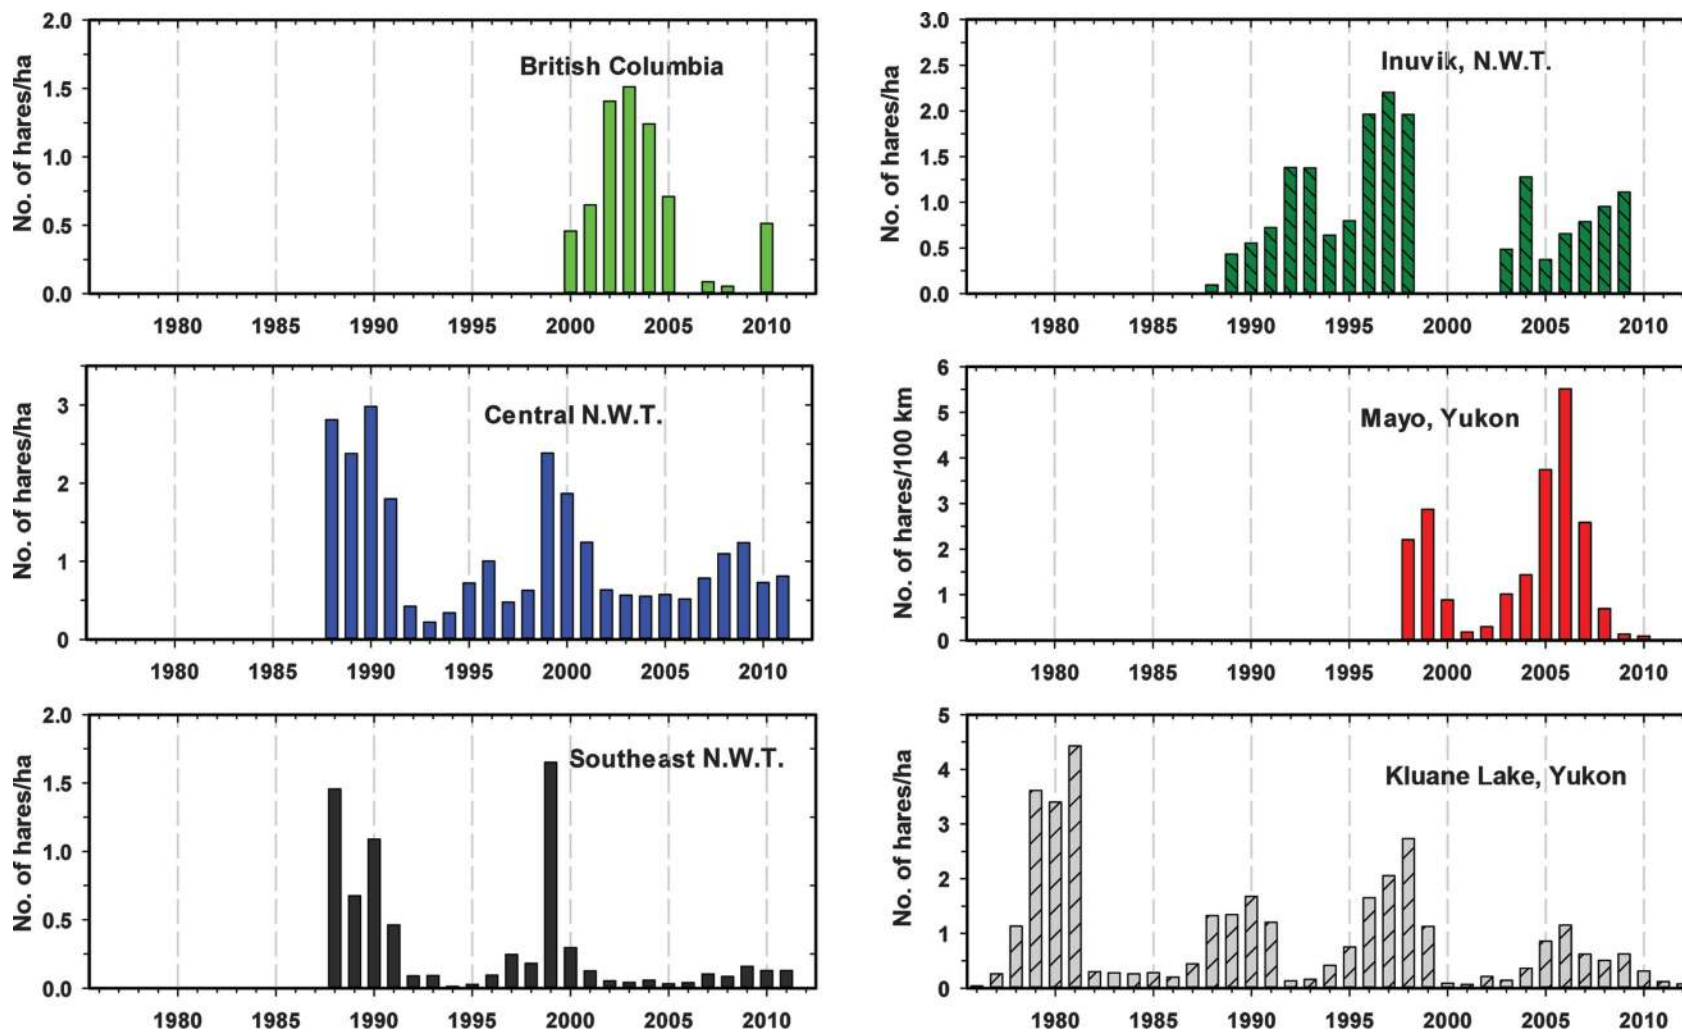 British Columbia
No. of hares/ha
2.0
1.5
1.0
0.5
0.0
1980 1985 1990 1995 2000 2005 2010
Inuvik, N.W.T.
No. of hares/ha
3.0
2.5
2.0
1.5
1.0
0.5
0.0
1980 1985 1990 1995 2000 2005 2010
Central N.W.T.
No. of hares/ha
3
2
1
0
1980 1985 1990 1995 2000 2005 2010
Mayo, Yukon
No. of hares/100 km
6
5
4
3
2
1
0
1980 1985 1990 1995 2000 2005 2010
Southeast N.W.T.
No. of hares/ha
2.0
1.5
1.0
0.5
0.0
1980 1985 1990 1995 2000 2005 2010
Kluane Lake, Yukon
No. of hares/ha
5
4
3
2
1
0
1980 1985 1990 1995 2000 2005 2010